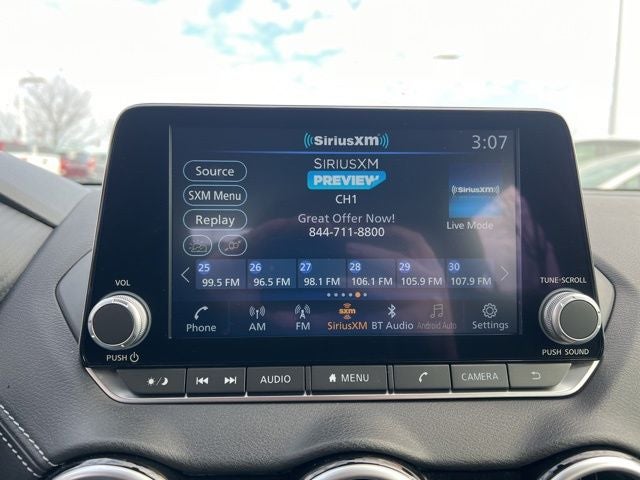 SiriusXM
3:07
Source
SXM Menu
Replay
SIRIUSXM
PREVIEW
CH1
Great Offer Now!
844-711-8800
SiriusXM
Live Mode
25 26 27 28 29 30
99.5 FM 96.5 FM 98.1 FM 106.1 FM 105.9 FM 107.9 FM
sxm
Phone AM FM SiriusXM BT Audio Android Auto Settings
VOL
PUSH
TUNE·SCROLL
PUSH SOUND
AUDIO MENU CAMERA